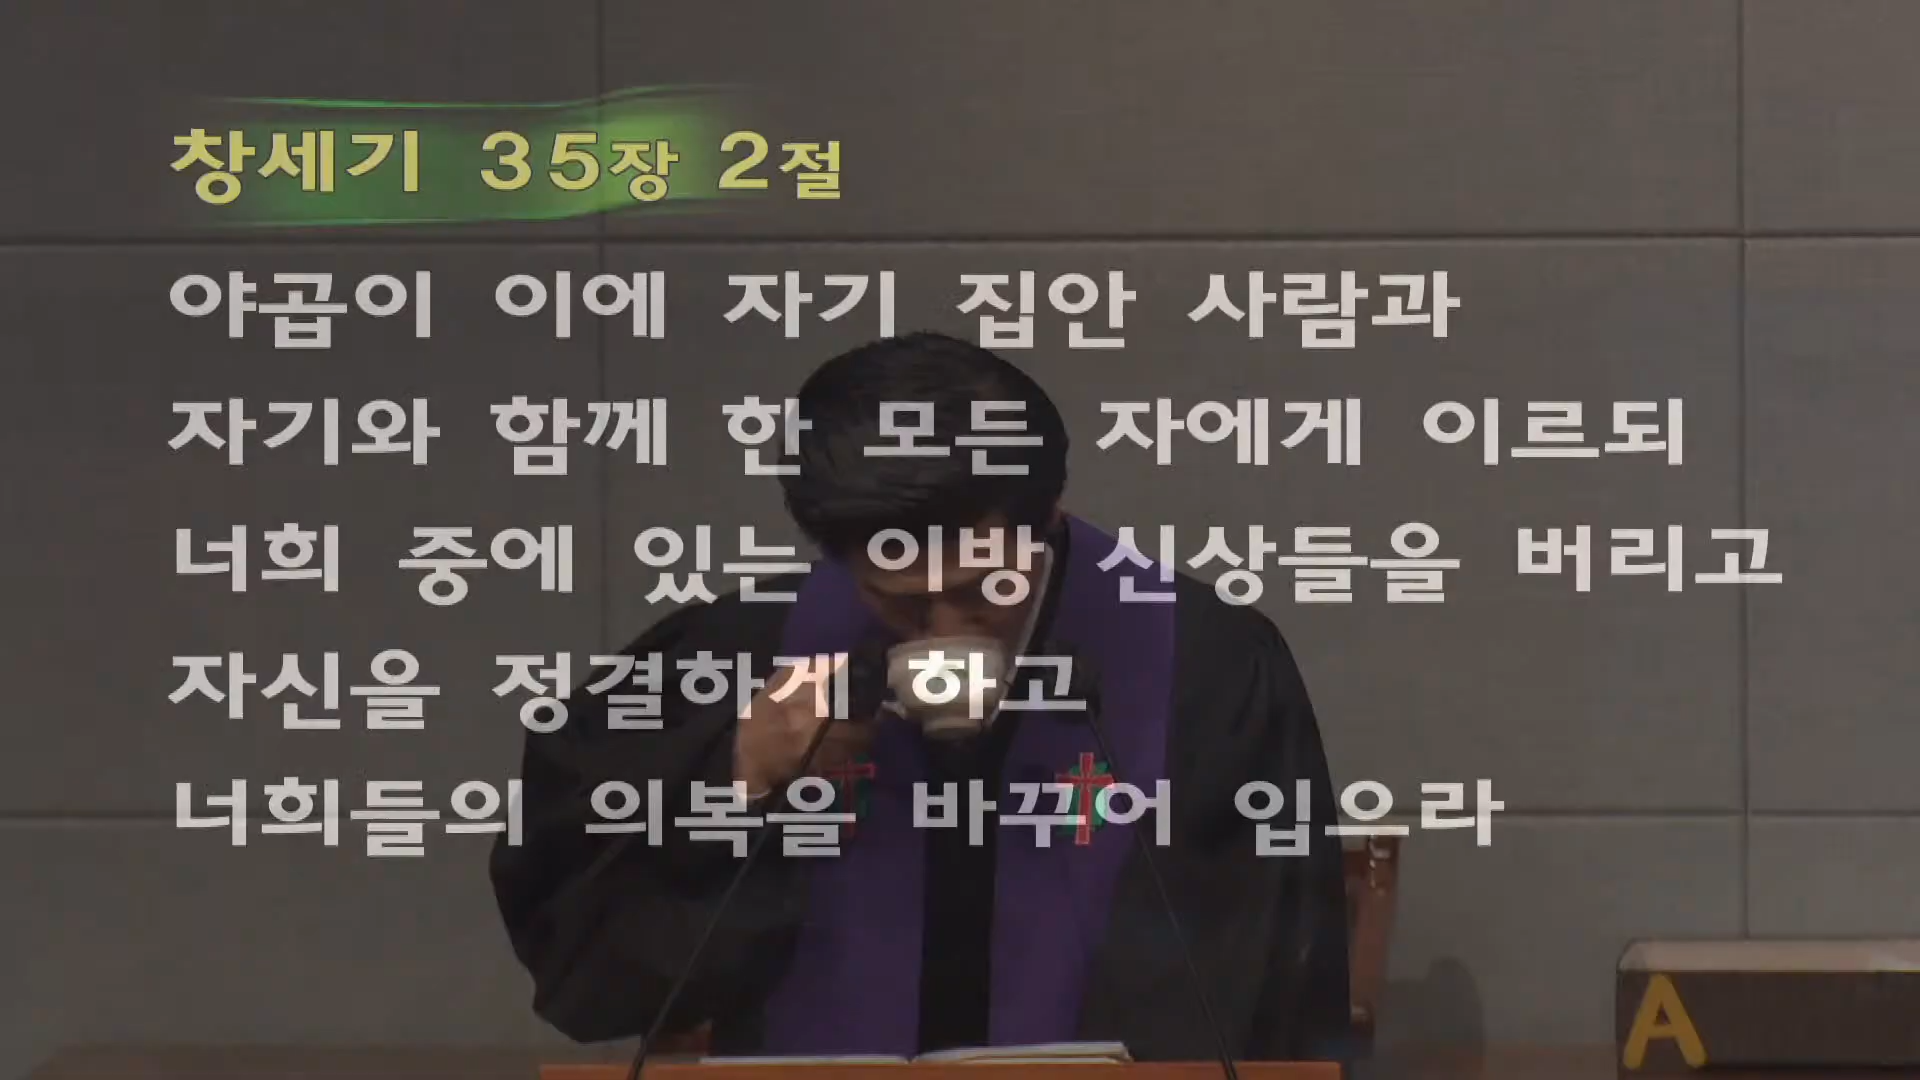 창세기 35장 2절
야곱이 이에 자기 집안 사람과
자기와 함께 한 모든 자에게 이르되
너희 중에 있는 이방 신상들을 버리고
자신을 정결하게 하고
너희들의 의복을 바꾸어 입으라
A